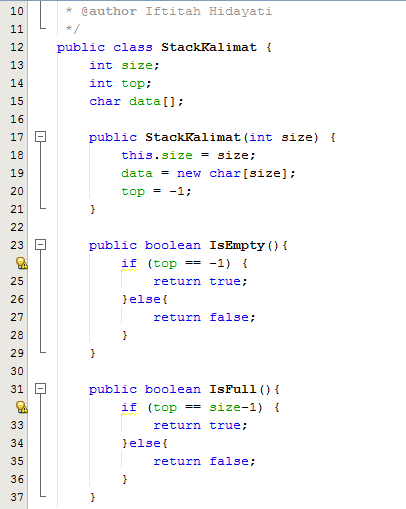 10 * @author Iftitah Hidayati
11 */
12 public class StackKalimat {
13 int size;
14 int top;
15 char data[];
16
17 public StackKalimat(int size) {
18 this.size = size;
19 data = new char[size];
20 top = -1;
21 }
22
23 public boolean IsEmpty(){
if (top == -1) {
25 return true;
26 }else{
27 return false;
28 }
29 }
30
31 public boolean IsFull(){
if (top == size-1) {
33 return true;
34 }else{
35 return false;
36 }
37 }